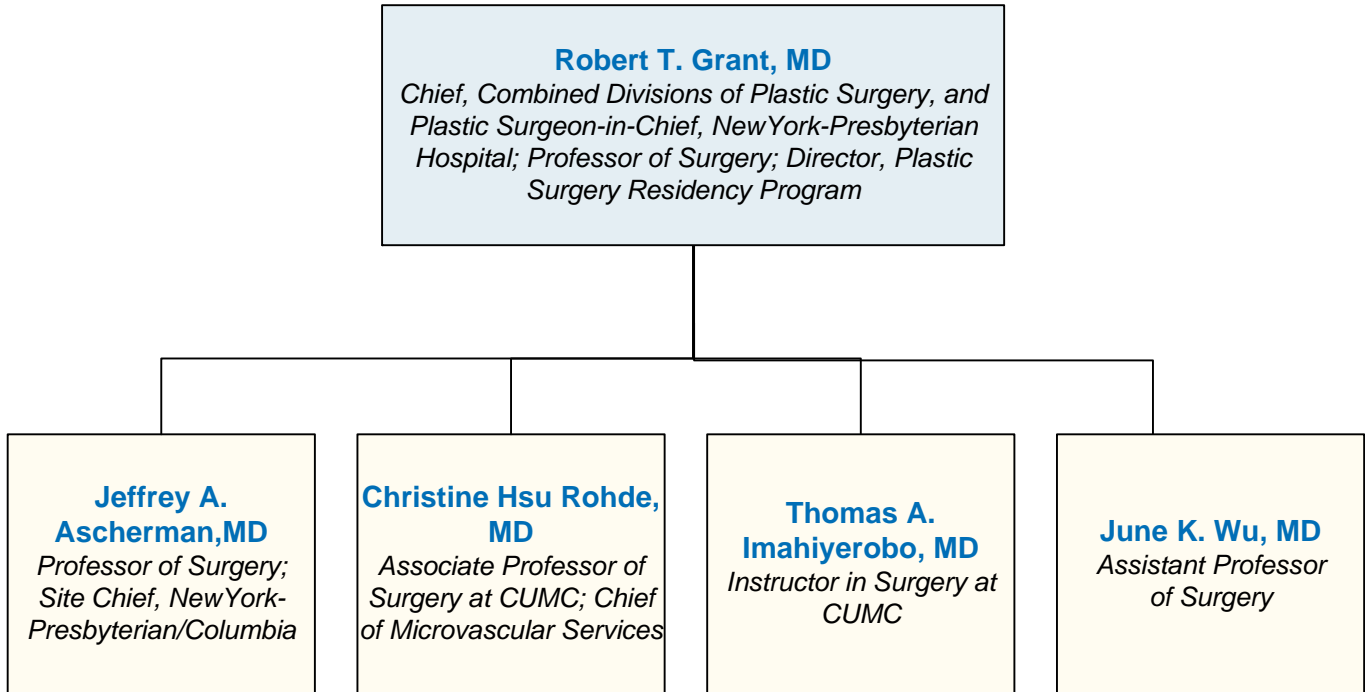 Robert T. Grant, MD
Chief, Combined Divisions of Plastic Surgery, and
Plastic Surgeon-in-Chief, NewYork-Presbyterian
Hospital; Professor of Surgery; Director, Plastic
Surgery Residency Program
Jeffrey A.
Ascherman,MD
Professor of Surgery;
Site Chief, NewYork-
Presbyterian/Columbia
Christine Hsu Rohde,
MD
Associate Professor of
Surgery at CUMC; Chief
of Microvascular Services
Thomas A.
Imahiyerobo, MD
Instructor in Surgery at
CUMC
June K. Wu, MD
Assistant Professor
of Surgery